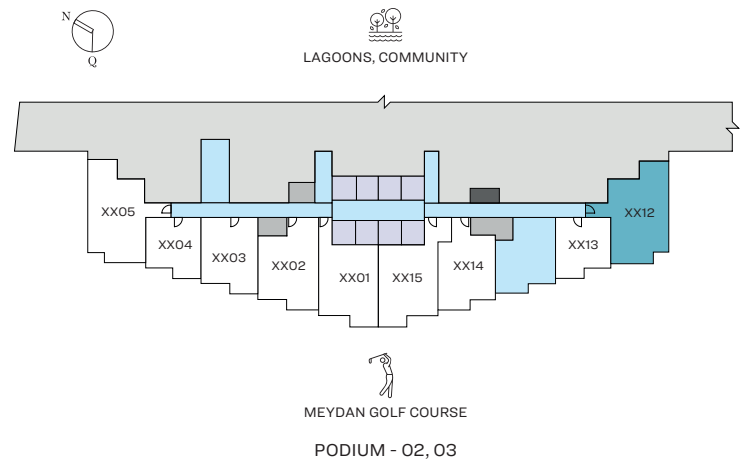 N
Q
LAGOONS, COMMUNITY
XX05
XX04
XX03
XX02
XX01
XX15
XX14
XX13
XX12
MEYDAN GOLF COURSE
PODIUM - 02, 03